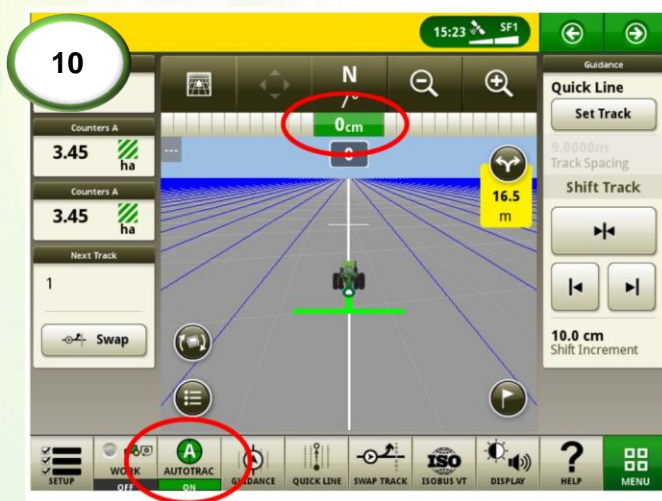 10
15:23 SF1
N
7°
0cm
0
---
16.5
m
Counters A
3.45
ha
Counters A
3.45
ha
Next Track
1
Swap
Guidance
Quick Line
Set Track
9.0000m
Track Spacing
Shift Track
10.0 cm
Shift Increment
SETUP
WORK
OFF
A
AUTOTRAC
ON
GUIDANCE
QUICK LINE
SWAP TRACK
ISO
ISOBUS VT
DISPLAY
?
HELP
MENU